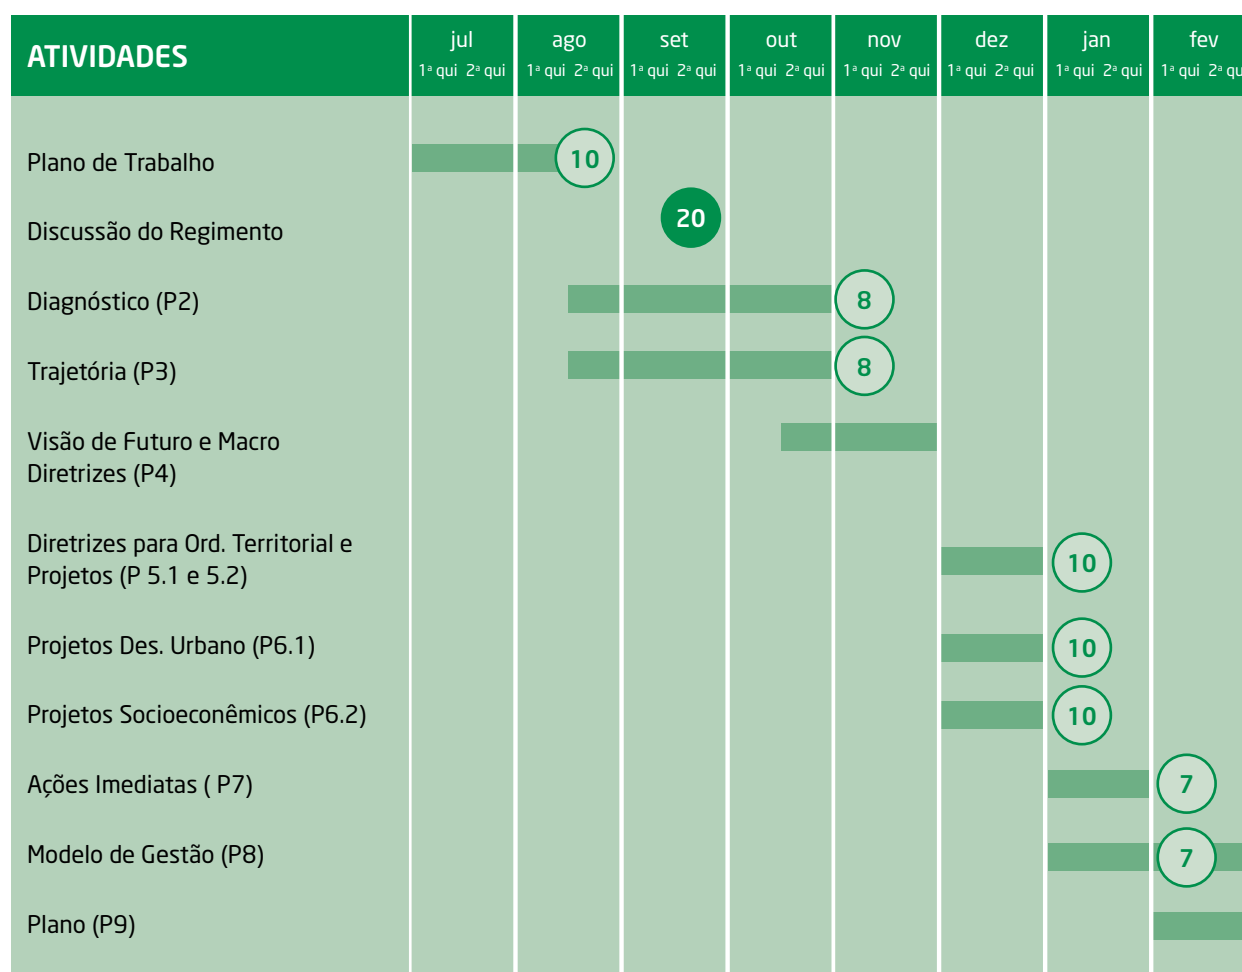 ATIVIDADES
jul ago set out nov dez jan fev
1ª qui 2ª qui 1ª qui 2ª qui 1ª qui 2ª qui 1ª qui 2ª qui 1ª qui 2ª qui 1ª qui 2ª qui 1ª qui 2ª qui 1ª qui 2ª qu
Plano de Trabalho 10
Discussão do Regimento 20
Diagnóstico (P2) 8
Trajetória (P3) 8
Visão de Futuro e Macro
Diretrizes (P4)
Diretrizes para Ord. Territorial e
Projetos (P 5.1 e 5.2) 10
Projetos Des. Urbano (P6.1) 10
Projetos Socioeconêmicos (P6.2) 10
Ações Imediatas ( P7) 7
Modelo de Gestão (P8) 7
Plano (P9)